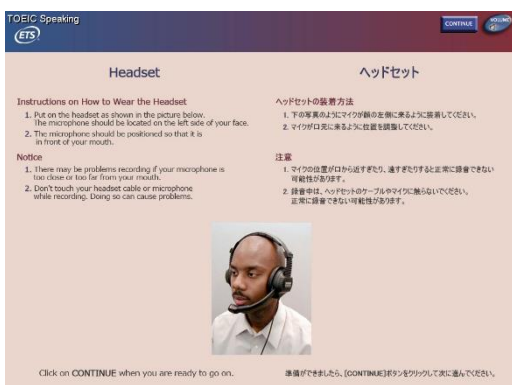 TOEIC Speaking
ETS
CONTINUE
VOLUME
Headset
Instructions on How to Wear the Headset
1. Put on the headset as shown in the picture below.
The microphone should be located on the left side of your face.
2. The microphone should be positioned so that it is
in front of your mouth.
Notice
1. There may be problems recording if your microphone is
too close or too far from your mouth.
2. Don't touch your headset cable or microphone
while recording. Doing so can cause problems.
ヘッドセット
ヘッドセットの装着方法
1. 下の写真のようにマイクが顔の左側に来るように装着してください。
2. マイクが口元に来るように位置を調整してください。
注意
1. マイクの位置が口から近すぎたり、遠すぎたりすると正常に録音できない
可能性があります。
2. 録音中は、ヘッドセットのケーブルやマイクに触らないでください。
正常に録音できない可能性があります。
Click on CONTINUE when you are ready to go on.
準備ができましたら、[CONTINUE]ボタンをクリックして次に進んでください。